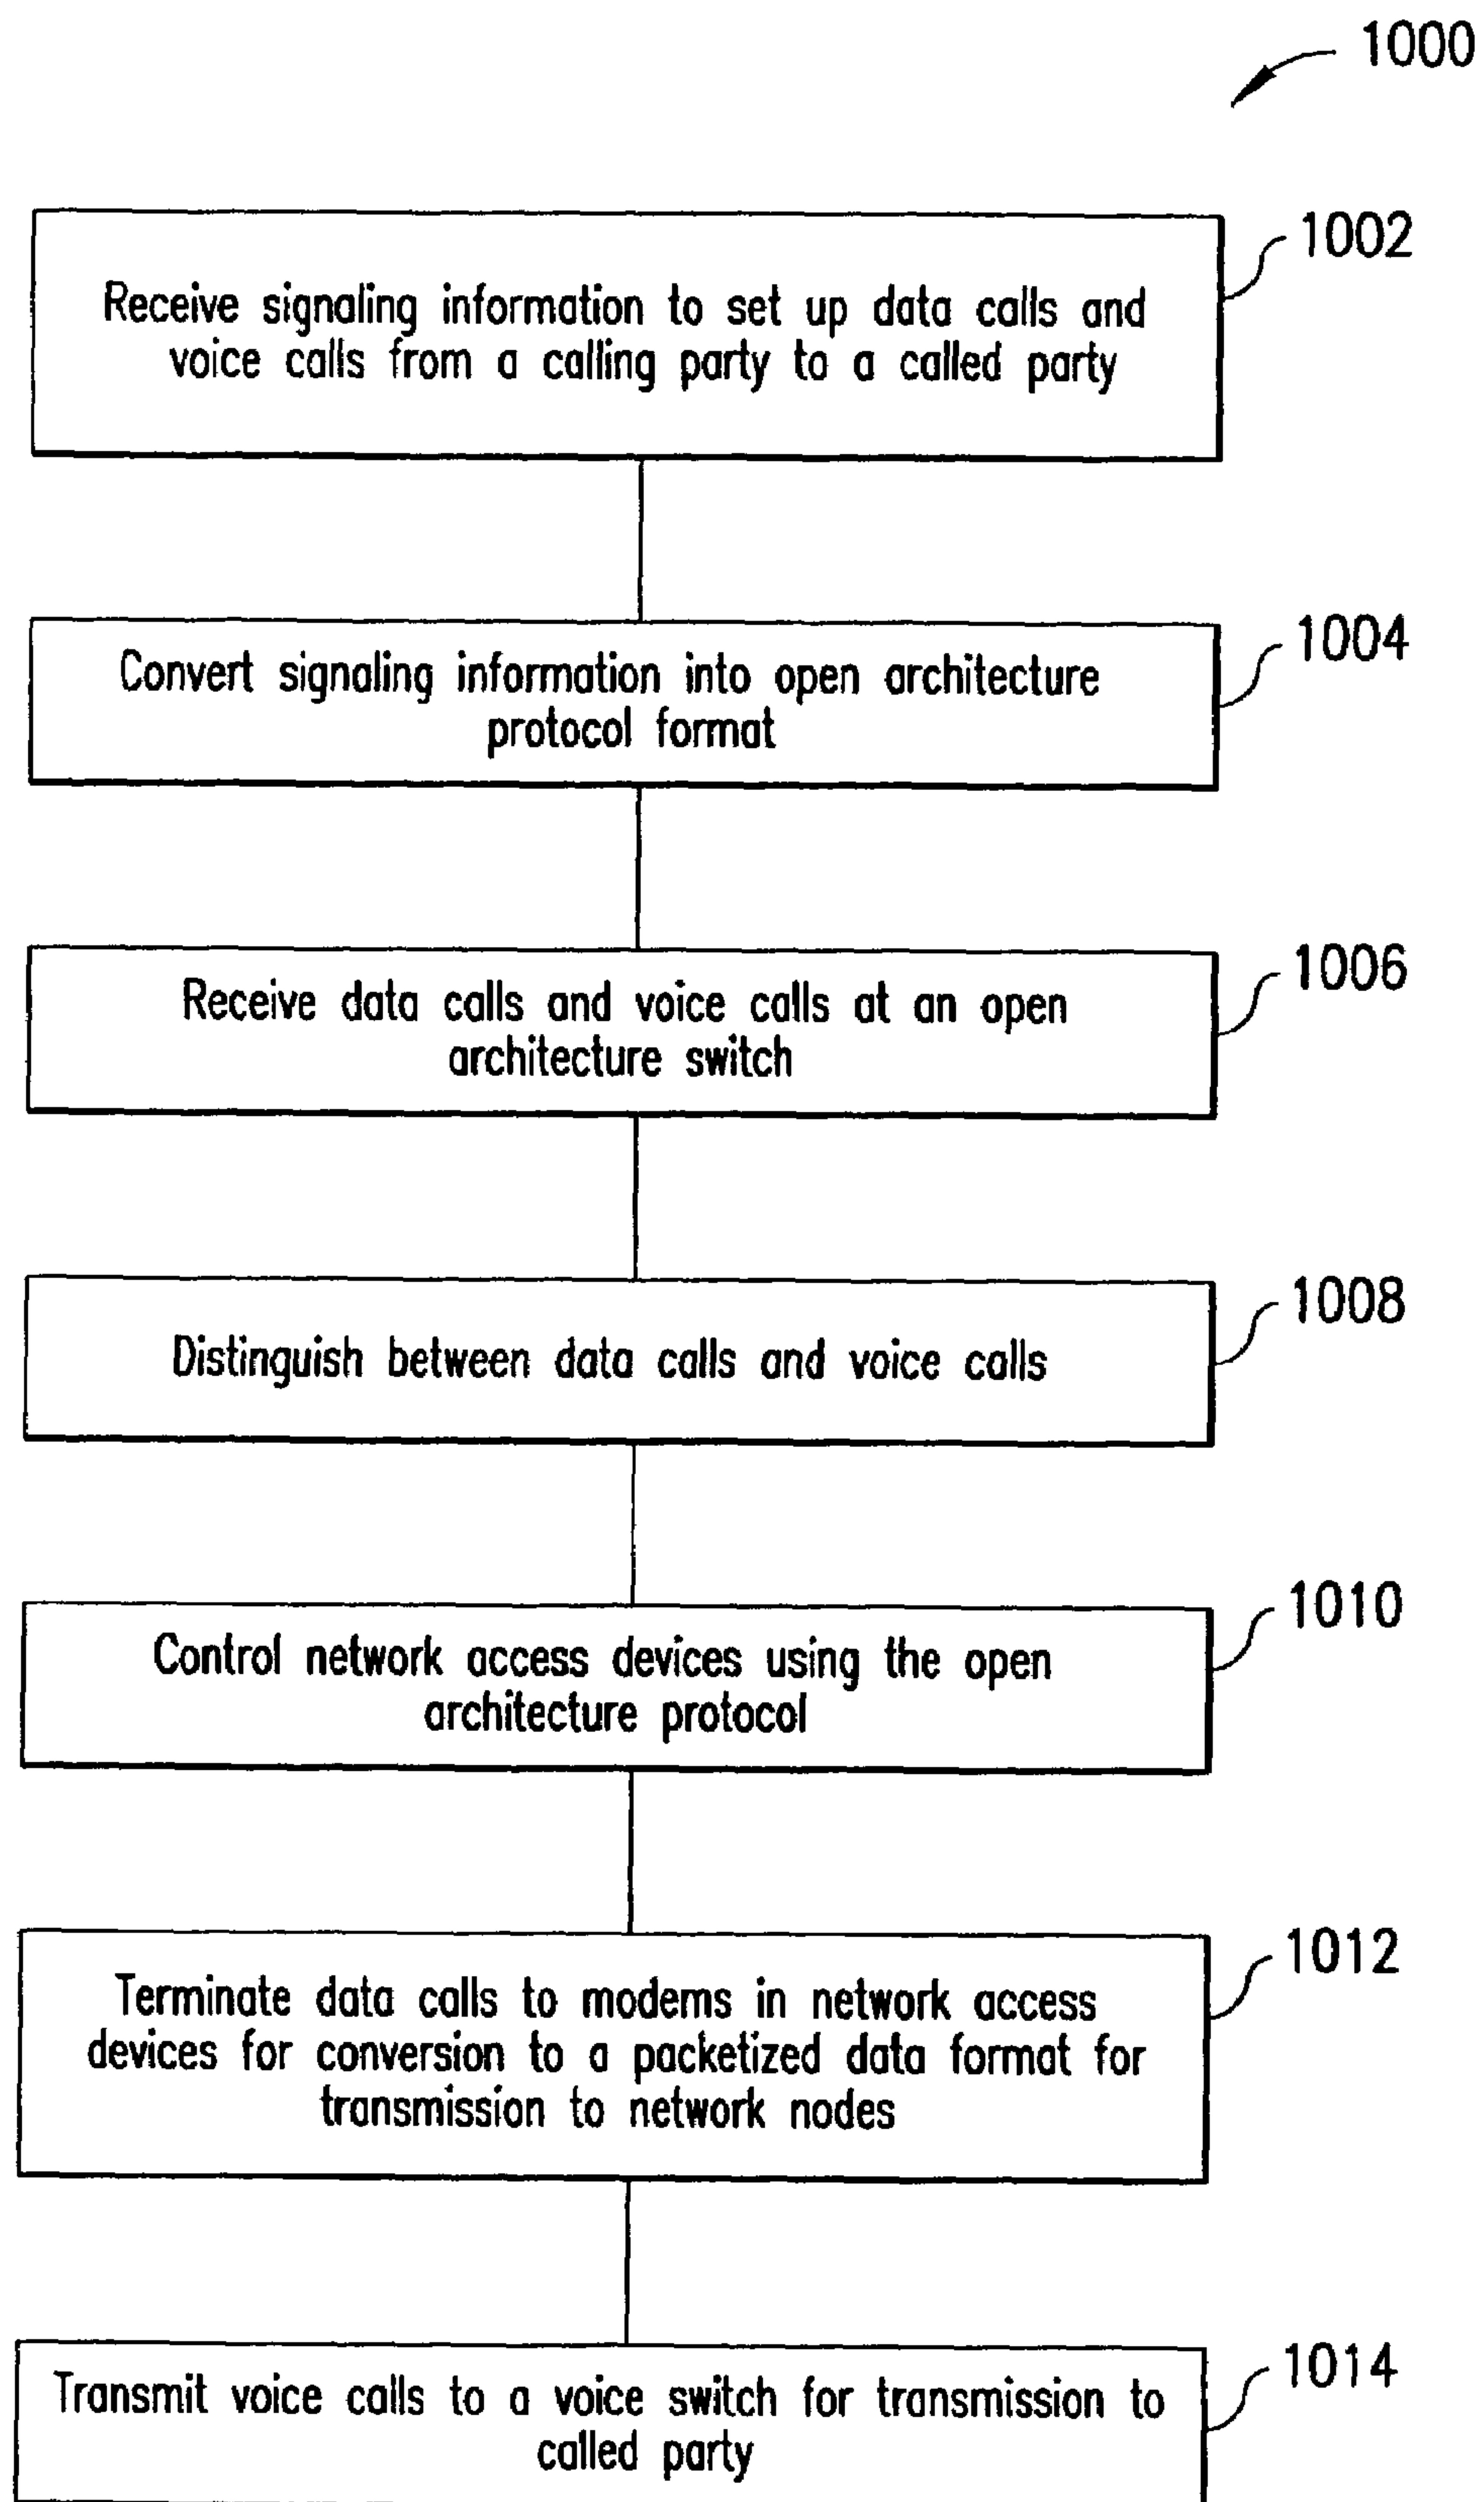 1000
1002
Receive signaling information to set up data calls and
voice calls from a calling party to a called party
1004
Convert signaling information into open architecture
protocol format
1006
Receive data calls and voice calls at an open
architecture switch
1008
Distinguish between data calls and voice calls
1010
Control network access devices using the open
architecture protocol
1012
Terminate data calls to modems in network access
devices for conversion to a packetized data format for
transmission to network nodes
1014
Transmit voice calls to a voice switch for transmission to
called party